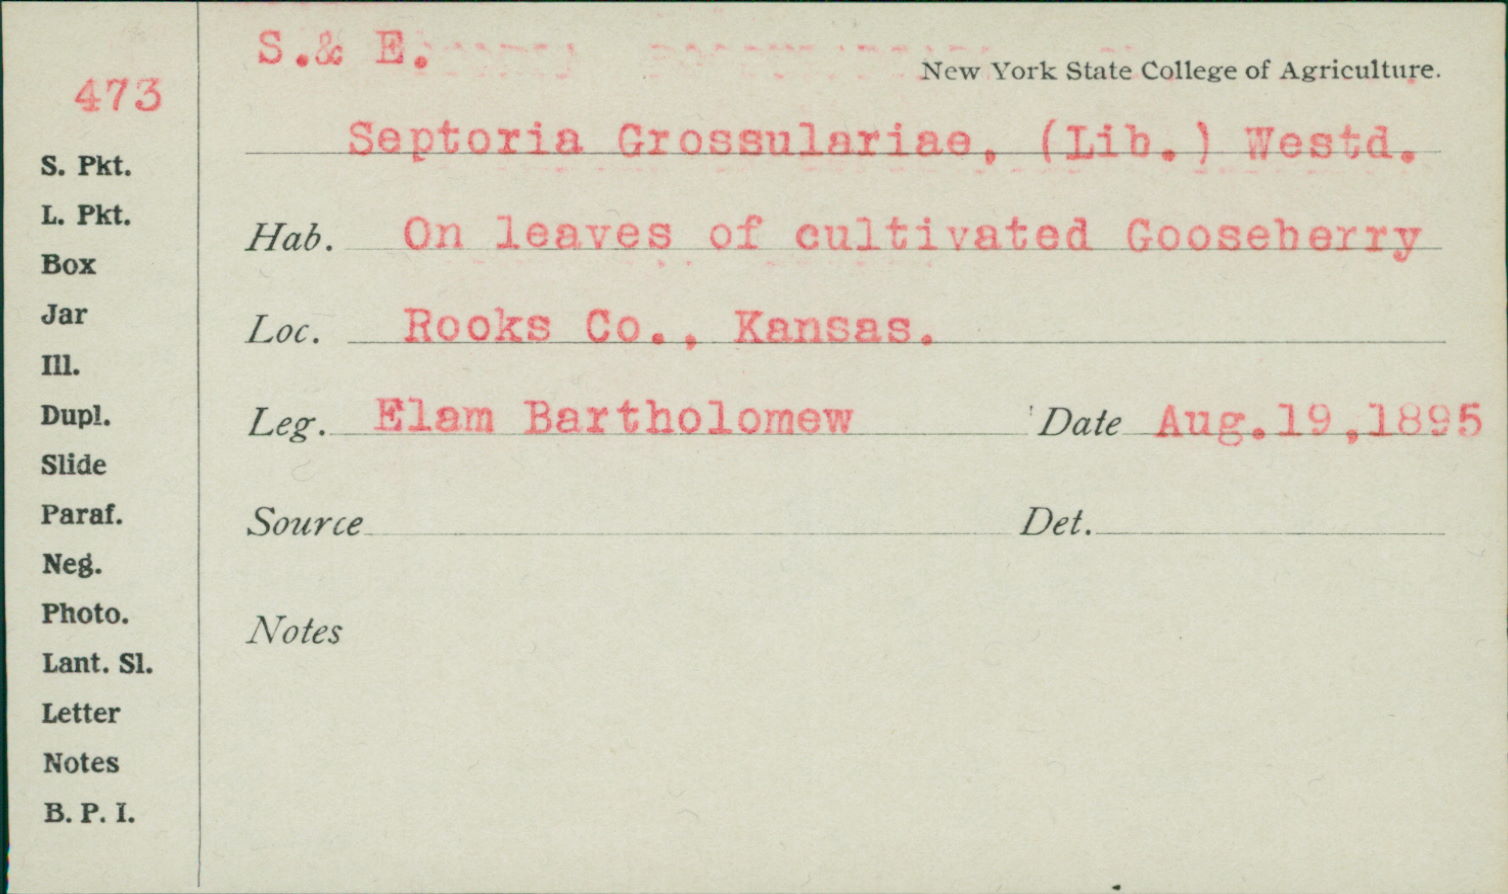 S.& E.
New York State College of Agriculture.
473
Septoria Grossulariae, (Lib.) Westd.
S. Pkt.
L. Pkt.
Hab. On leaves of cultivated Gooseberry
Box
Jar
Loc. Rooks Co., Kansas.
Ill.
Dupl.
Leg. Elam Bartholomew Date Aug.19,1895
Slide
Paraf.
Source Det.
Neg.
Photo.
Notes
Lant. Sl.
Letter
Notes
B. P. I.